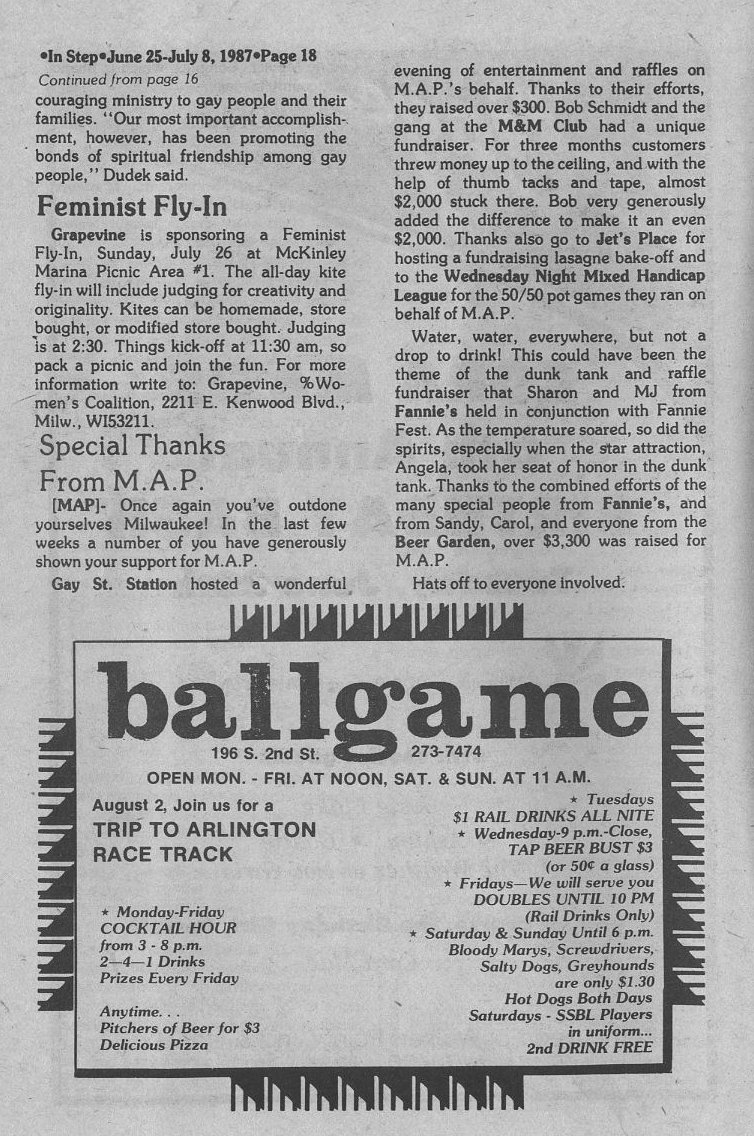 •In Step•June 25-July 8, 1987•Page 18
Continued from page 16
couraging ministry to gay people and their
families. "Our most important accomplish-
ment, however, has been promoting the
bonds of spiritual friendship among gay
people," Dudek said.
Feminist Fly-In
Grapevine is sponsoring a Feminist
Fly-In, Sunday, July 26 at McKinley
Marina Picnic Area #1. The all-day kite
fly-in will include judging for creativity and
originality. Kites can be homemade, store
bought, or modified store bought. Judging
is at 2:30. Things kick-off at 11:30 am, so
pack a picnic and join the fun. For more
information write to: Grapevine, %Wo-
men's Coalition, 2211 E. Kenwood Blvd.,
Milw., WI53211.
Special Thanks
From M.A.P.
[MAP]- Once again you've outdone
yourselves Milwaukee! In the last few
weeks a number of you have generously
shown your support for M.A.P.
Gay St. Station hosted a wonderful
evening of entertainment and raffles on
M.A.P.'s behalf. Thanks to their efforts,
they raised over $300. Bob Schmidt and the
gang at the M&M Club had a unique
fundraiser. For three months customers
threw money up to the ceiling, and with the
help of thumb tacks and tape, almost
$2,000 stuck there. Bob very generously
added the difference to make it an even
$2,000. Thanks also go to Jet's Place for
hosting a fundraising lasagne bake-off and
to the Wednesday Night Mixed Handicap
League for the 50/50 pot games they ran on
behalf of M.A.P.
Water, water, everywhere, but not a
drop to drink! This could have been the
theme of the dunk tank and raffle
fundraiser that Sharon and MJ from
Fannie's held in conjunction with Fannie
Fest. As the temperature soared, so did the
spirits, especially when the star attraction,
Angela, took her seat of honor in the dunk
tank. Thanks to the combined efforts of the
many special people from Fannie's, and
from Sandy, Carol, and everyone from the
Beer Garden, over $3,300 was raised for
M.A.P.
Hats off to everyone involved.
ballgame
196 S. 2nd St. 273-7474
OPEN MON. - FRI. AT NOON, SAT. & SUN. AT 11 A.M.
August 2, Join us for a
TRIP TO ARLINGTON
RACE TRACK
★ Monday-Friday
COCKTAIL HOUR
from 3 - 8 p.m.
2—4—1 Drinks
Prizes Every Friday
Anytime. . .
Pitchers of Beer for $3
Delicious Pizza
★ Tuesdays
$1 RAIL DRINKS ALL NITE
★ Wednesday-9 p.m.-Close,
TAP BEER BUST $3
(or 50¢ a glass)
★ Fridays—We will serve you
DOUBLES UNTIL 10 PM
(Rail Drinks Only)
★ Saturday & Sunday Until 6 p.m.
Bloody Marys, Screwdrivers,
Salty Dogs, Greyhounds
are only $1.30
Hot Dogs Both Days
Saturdays - SSBL Players
in uniform...
2nd DRINK FREE